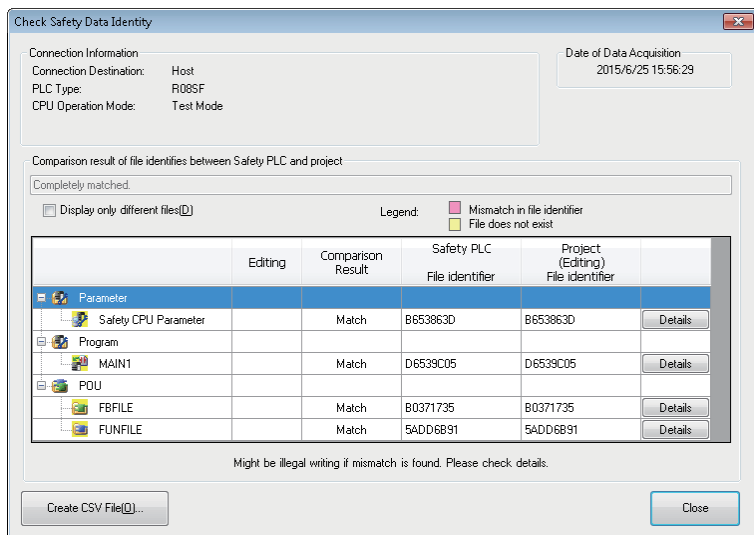 Check Safety Data Identity
Connection Information
Connection Destination: Host
PLC Type: R08SF
CPU Operation Mode: Test Mode
Date of Data Acquisition
2015/6/25 15:56:29
Comparison result of file identifies between Safety PLC and project
Completely matched.
Display only different files(D)
Legend:
Mismatch in file identifier
File does not exist
Editing
Comparison Result
Safety PLC
File identifier
Project
(Editing)
File identifier
Parameter
Safety CPU Parameter Match B653863D B653863D Details
Program
MAIN1 Match D6539C05 D6539C05 Details
POU
FBFILE Match B0371735 B0371735 Details
FUNFILE Match 5ADD6B91 5ADD6B91 Details
Might be illegal writing if mismatch is found. Please check details.
Create CSV File(O)... Close